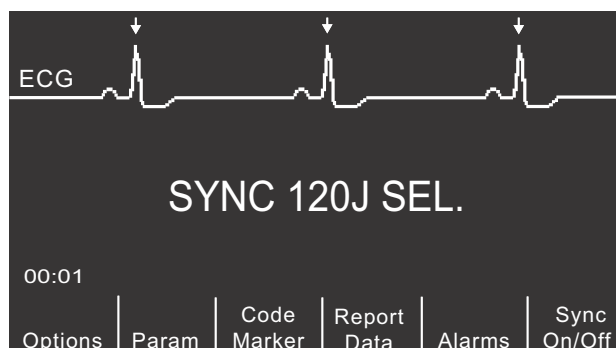 ECG
SYNC 120J SEL.
00:01
Options
Param
Code
Marker
Report
Data
Alarms
Sync
On/Off